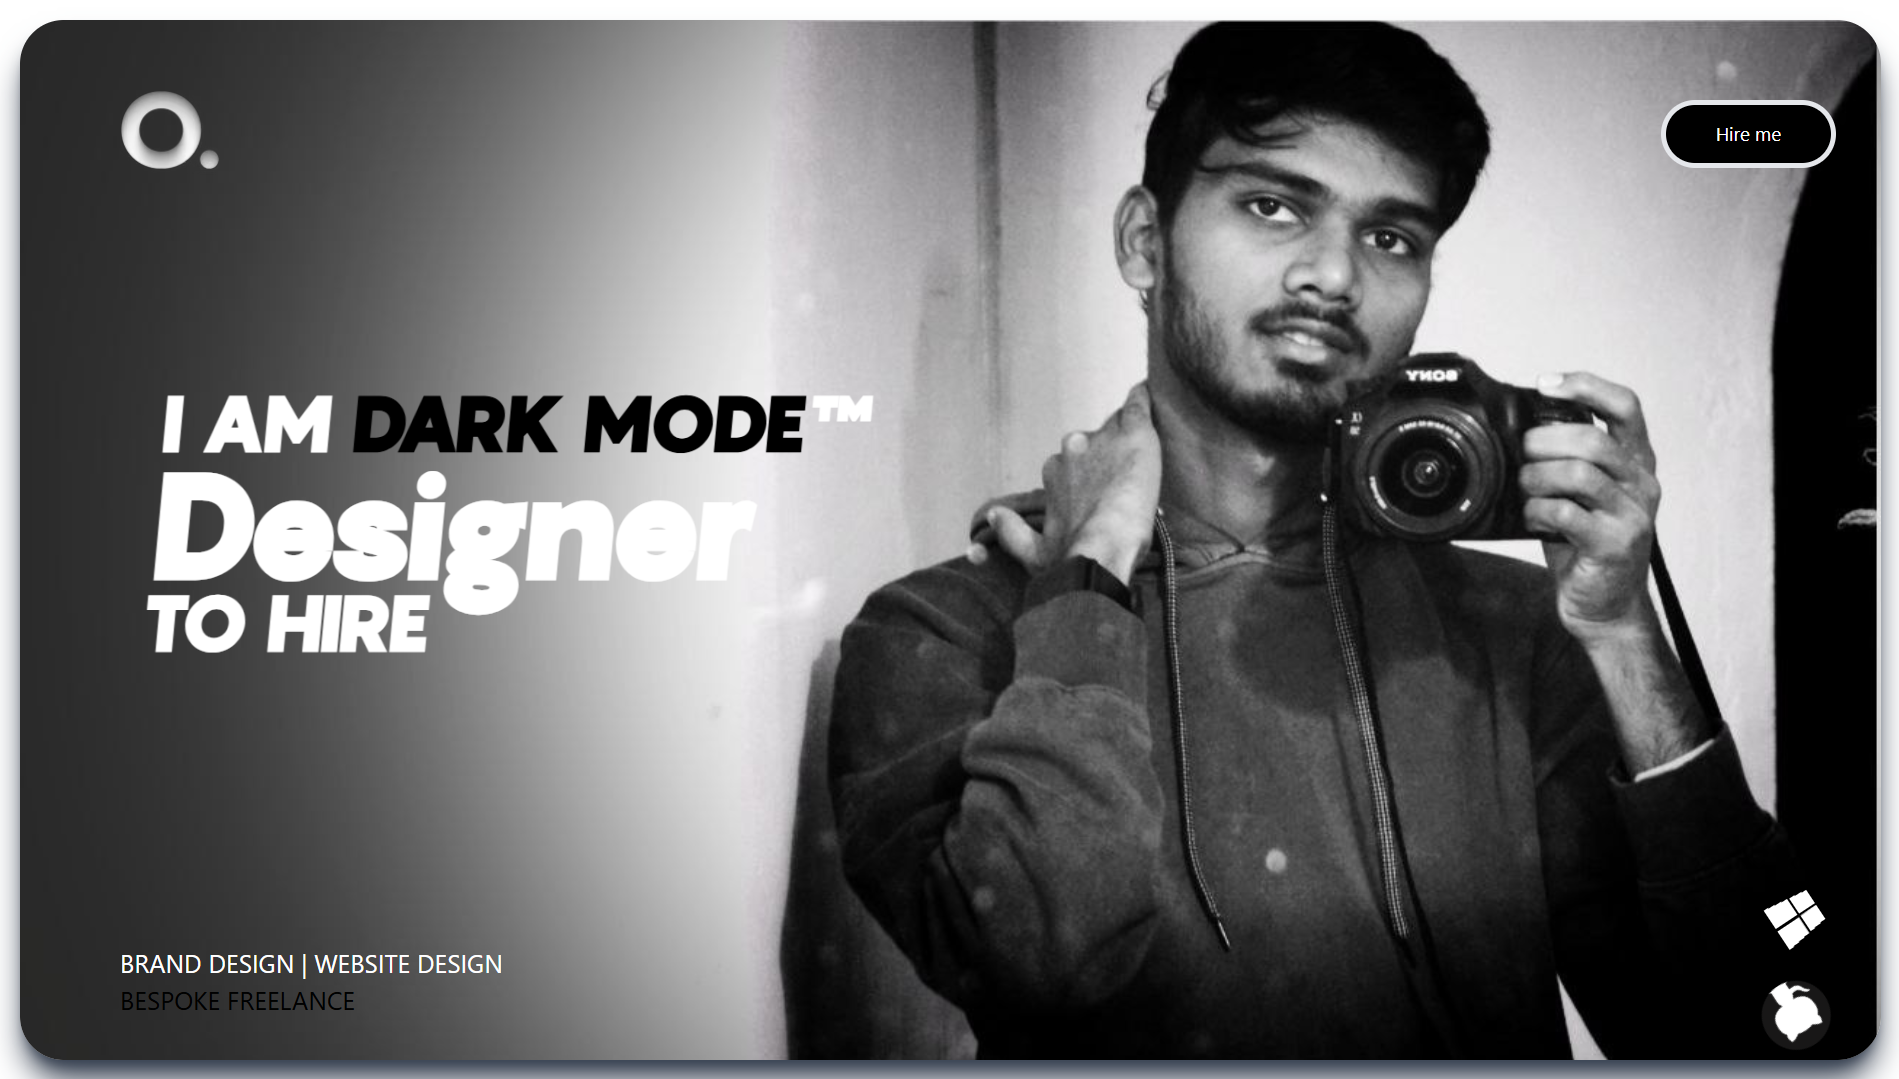 O.
Hire me
I AM DARK MODE™
Designer
TO HIRE
SONY
BRAND DESIGN | WEBSITE DESIGN
BESPOKE FREELANCE